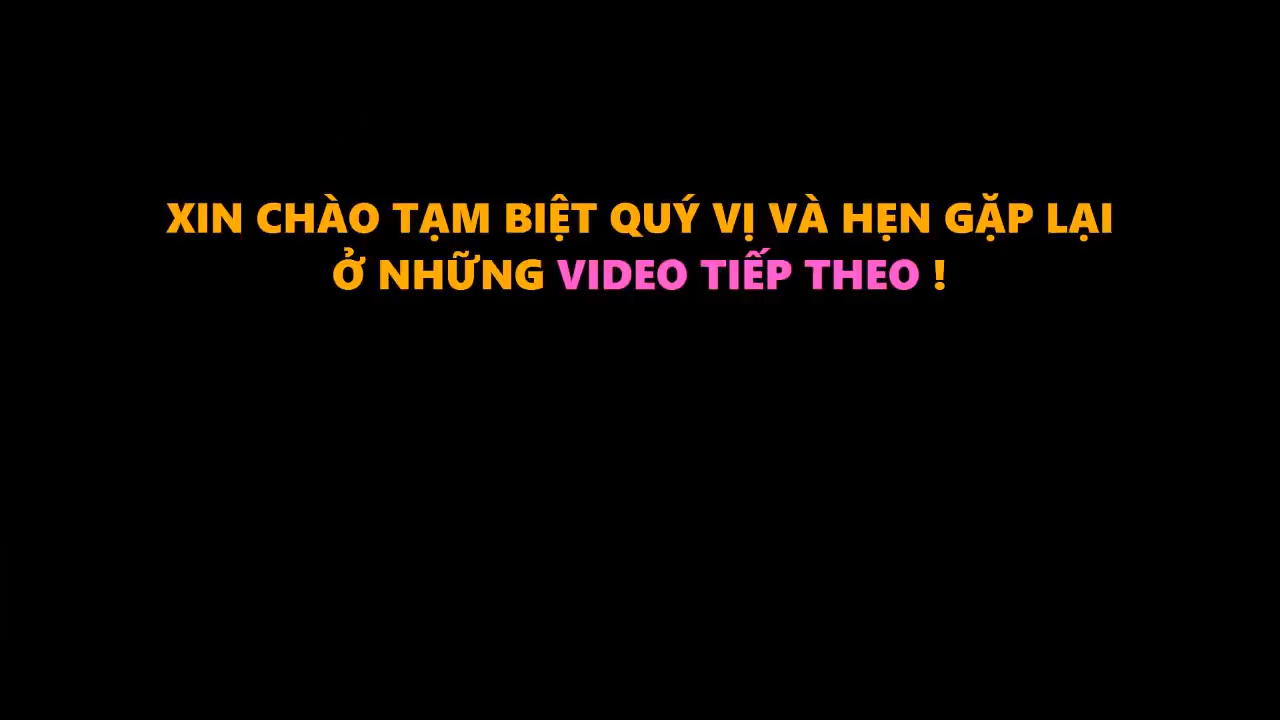 XIN CHÀO TẠM BIỆT QUÝ VỊ VÀ HẸN GẶP LẠI
Ở NHỮNG VIDEO TIẾP THEO !